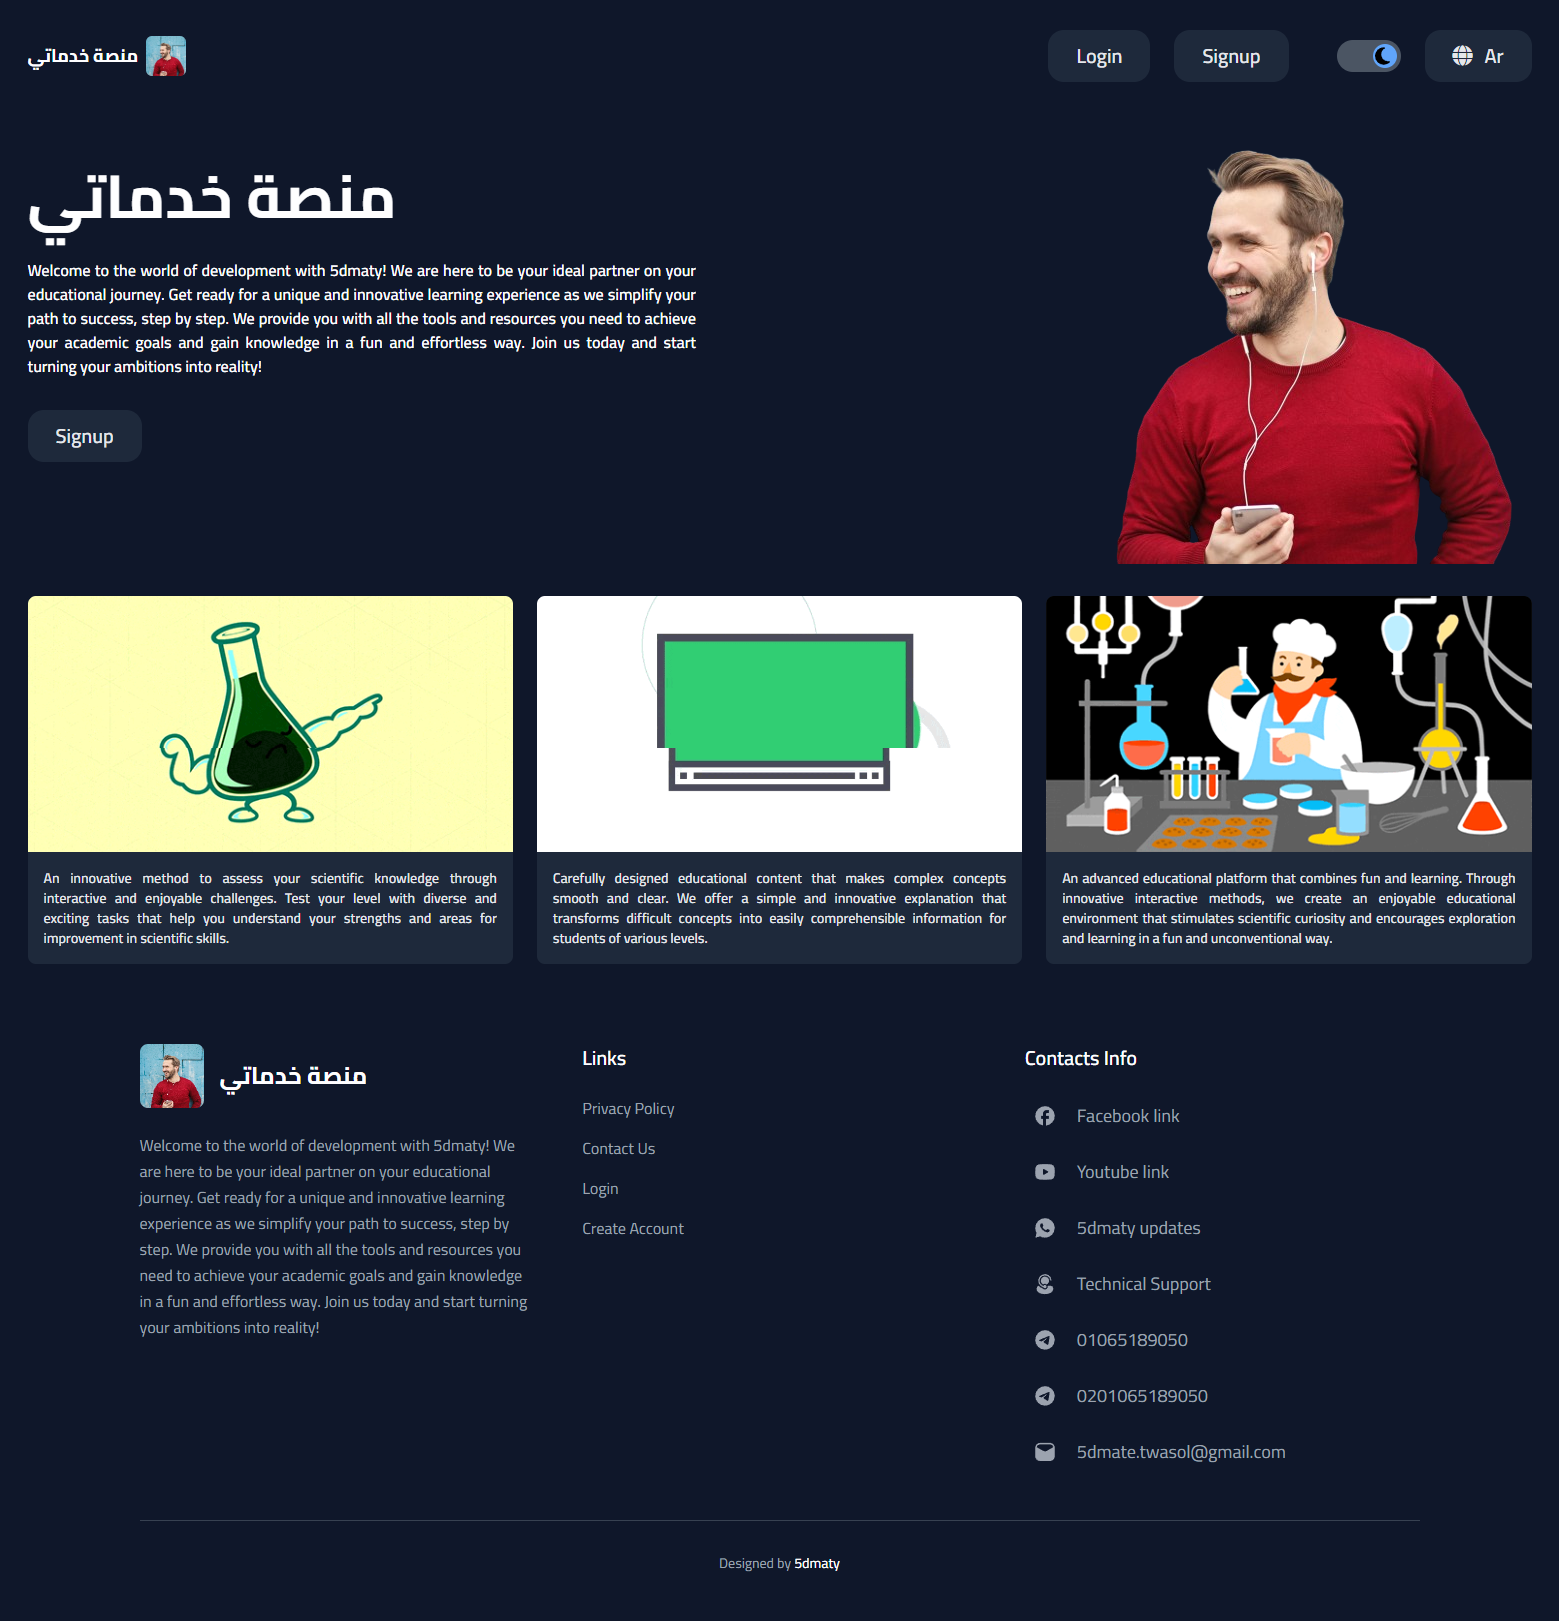 منصة خدماتي
Login
Signup
Ar
منصة خدماتي
Welcome to the world of development with 5dmaty! We are here to be your ideal partner on your
educational journey. Get ready for a unique and innovative learning experience as we simplify your
path to success, step by step. We provide you with all the tools and resources you need to achieve
your academic goals and gain knowledge in a fun and effortless way. Join us today and start
turning your ambitions into reality!
Signup
An innovative method to assess your scientific knowledge through
interactive and enjoyable challenges. Test your level with diverse and
exciting tasks that help you understand your strengths and areas for
improvement in scientific skills.
Carefully designed educational content that makes complex concepts
smooth and clear. We offer a simple and innovative explanation that
transforms difficult concepts into easily comprehensible information for
students of various levels.
An advanced educational platform that combines fun and learning. Through
innovative interactive methods, we create an enjoyable educational
environment that stimulates scientific curiosity and encourages exploration
and learning in a fun and unconventional way.
منصة خدماتي
Welcome to the world of development with 5dmaty! We
are here to be your ideal partner on your educational
journey. Get ready for a unique and innovative learning
experience as we simplify your path to success, step by
step. We provide you with all the tools and resources you
need to achieve your academic goals and gain knowledge
in a fun and effortless way. Join us today and start turning
your ambitions into reality!
Links
Privacy Policy
Contact Us
Login
Create Account
Contacts Info
Facebook link
Youtube link
5dmaty updates
Technical Support
01065189050
0201065189050
5dmate.twasol@gmail.com
Designed by 5dmaty